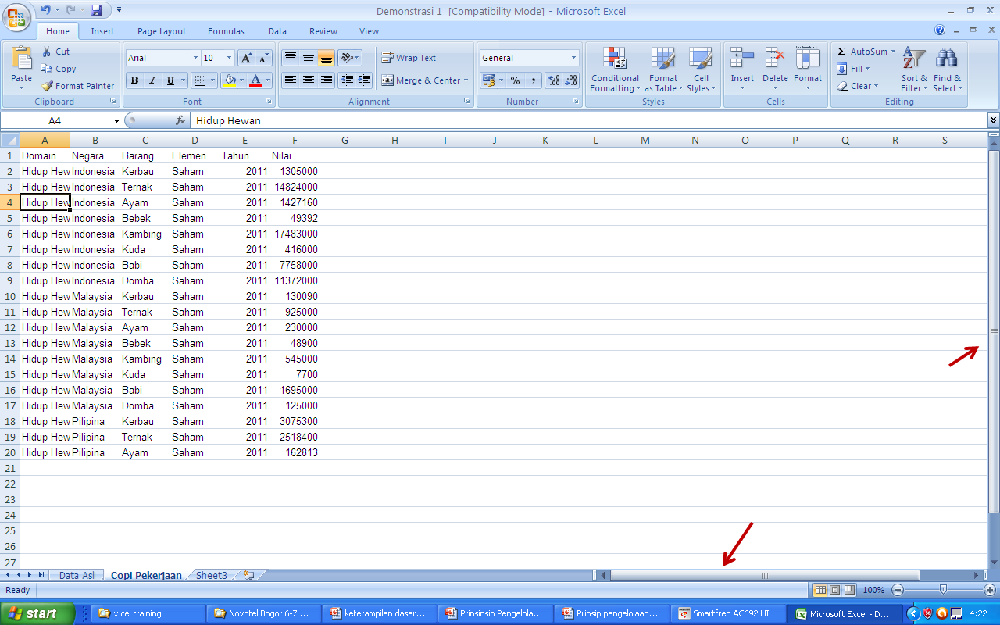 Demonstrasi 1 [Compatibility Mode] - Microsoft Excel
Home Insert Page Layout Formulas Data Review View
Paste Cut Copy Format Painter Clipboard
Arial 10 B I U A A A Font
Wrap Text Merge & Center Alignment
General % , .00 .00 Number
Conditional Formatting Format as Table Cell Styles Styles
Insert Delete Format Cells
Σ AutoSum Fill Clear Sort & Filter Find & Select Editing
A4 fx Hidup Hewan
A B C D E F G H I J K L M N O P Q R S
1 Domain Negara Barang Elemen Tahun Nilai
2 Hidup Hew Indonesia Kerbau Saham 2011 1305000
3 Hidup Hew Indonesia Ternak Saham 2011 14824000
4 Hidup Hew Indonesia Ayam Saham 2011 1427160
5 Hidup Hew Indonesia Bebek Saham 2011 49392
6 Hidup Hew Indonesia Kambing Saham 2011 17483000
7 Hidup Hew Indonesia Kuda Saham 2011 416000
8 Hidup Hew Indonesia Babi Saham 2011 7758000
9 Hidup Hew Indonesia Domba Saham 2011 11372000
10 Hidup Hew Malaysia Kerbau Saham 2011 130090
11 Hidup Hew Malaysia Ternak Saham 2011 925000
12 Hidup Hew Malaysia Ayam Saham 2011 230000
13 Hidup Hew Malaysia Bebek Saham 2011 48900
14 Hidup Hew Malaysia Kambing Saham 2011 545000
15 Hidup Hew Malaysia Kuda Saham 2011 7700
16 Hidup Hew Malaysia Babi Saham 2011 1695000
17 Hidup Hew Malaysia Domba Saham 2011 125000
18 Hidup Hew Pilipina Kerbau Saham 2011 3075300
19 Hidup Hew Pilipina Ternak Saham 2011 2518400
20 Hidup Hew Pilipina Ayam Saham 2011 162813
21
22
23
24
25
26
27
Data Asli Copi Pekerjaan Sheet3
Ready 100%
start x cel training Novotel Bogor 6-7 ... keterampilan dasar... Prinsinsip Pengelola... Prinsip pengelolaan... Smartfren AC692 UI Microsoft Excel - D... 4:22